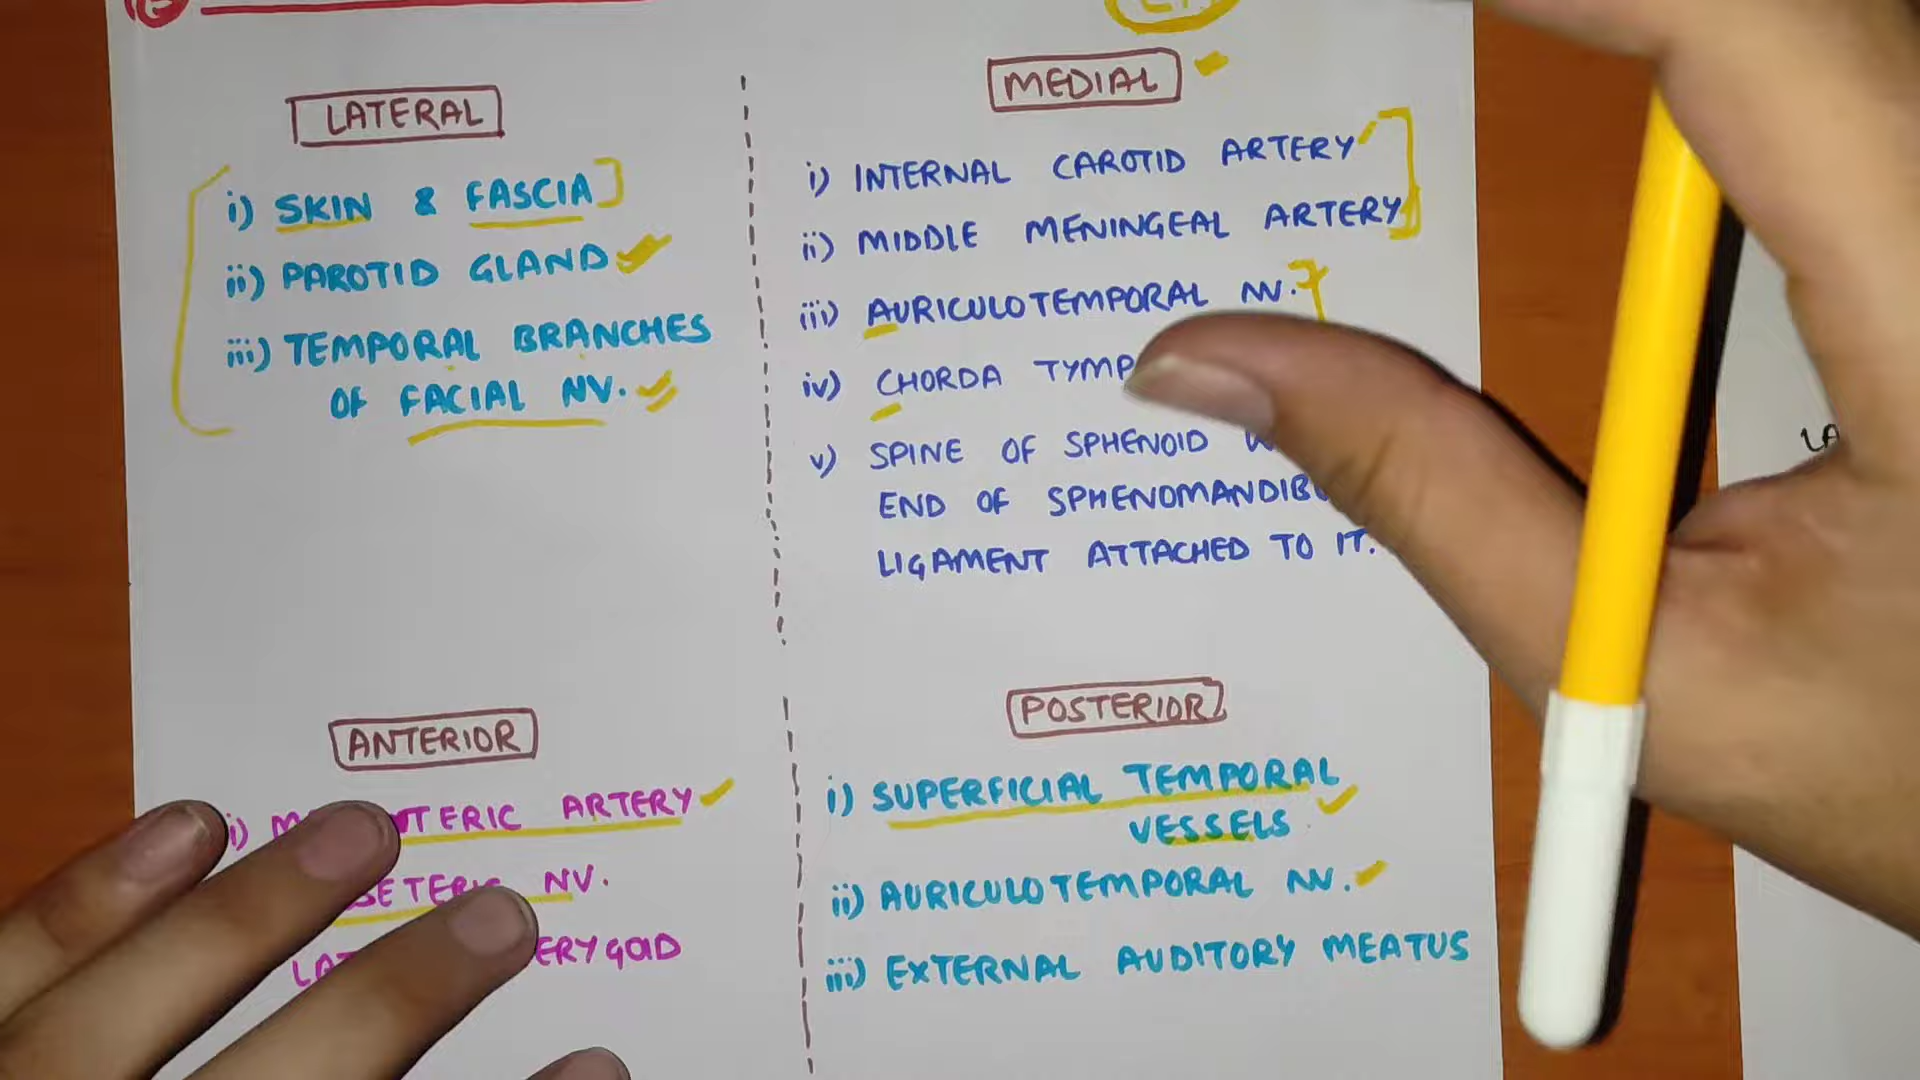 LATERAL
i) SKIN & FASCIA
ii) PAROTID GLAND
iii) TEMPORAL BRANCHES
OF FACIAL NV.
MEDIAL
i) INTERNAL CAROTID ARTERY
ii) MIDDLE MENINGEAL ARTERY
iii) AURICULOTEMPORAL NV.
iv) CHORDA
v) SPINE OF SPHENOID
END OF
LIGAMENT ATTACHED TO IT.
ANTERIOR
i) ARTERY
NV.
POSTERIOR
i) SUPERFICIAL TEMPORAL
VESSELS
ii) AURICULOTEMPORAL NV.
iii) EXTERNAL AUDITORY MEATUS